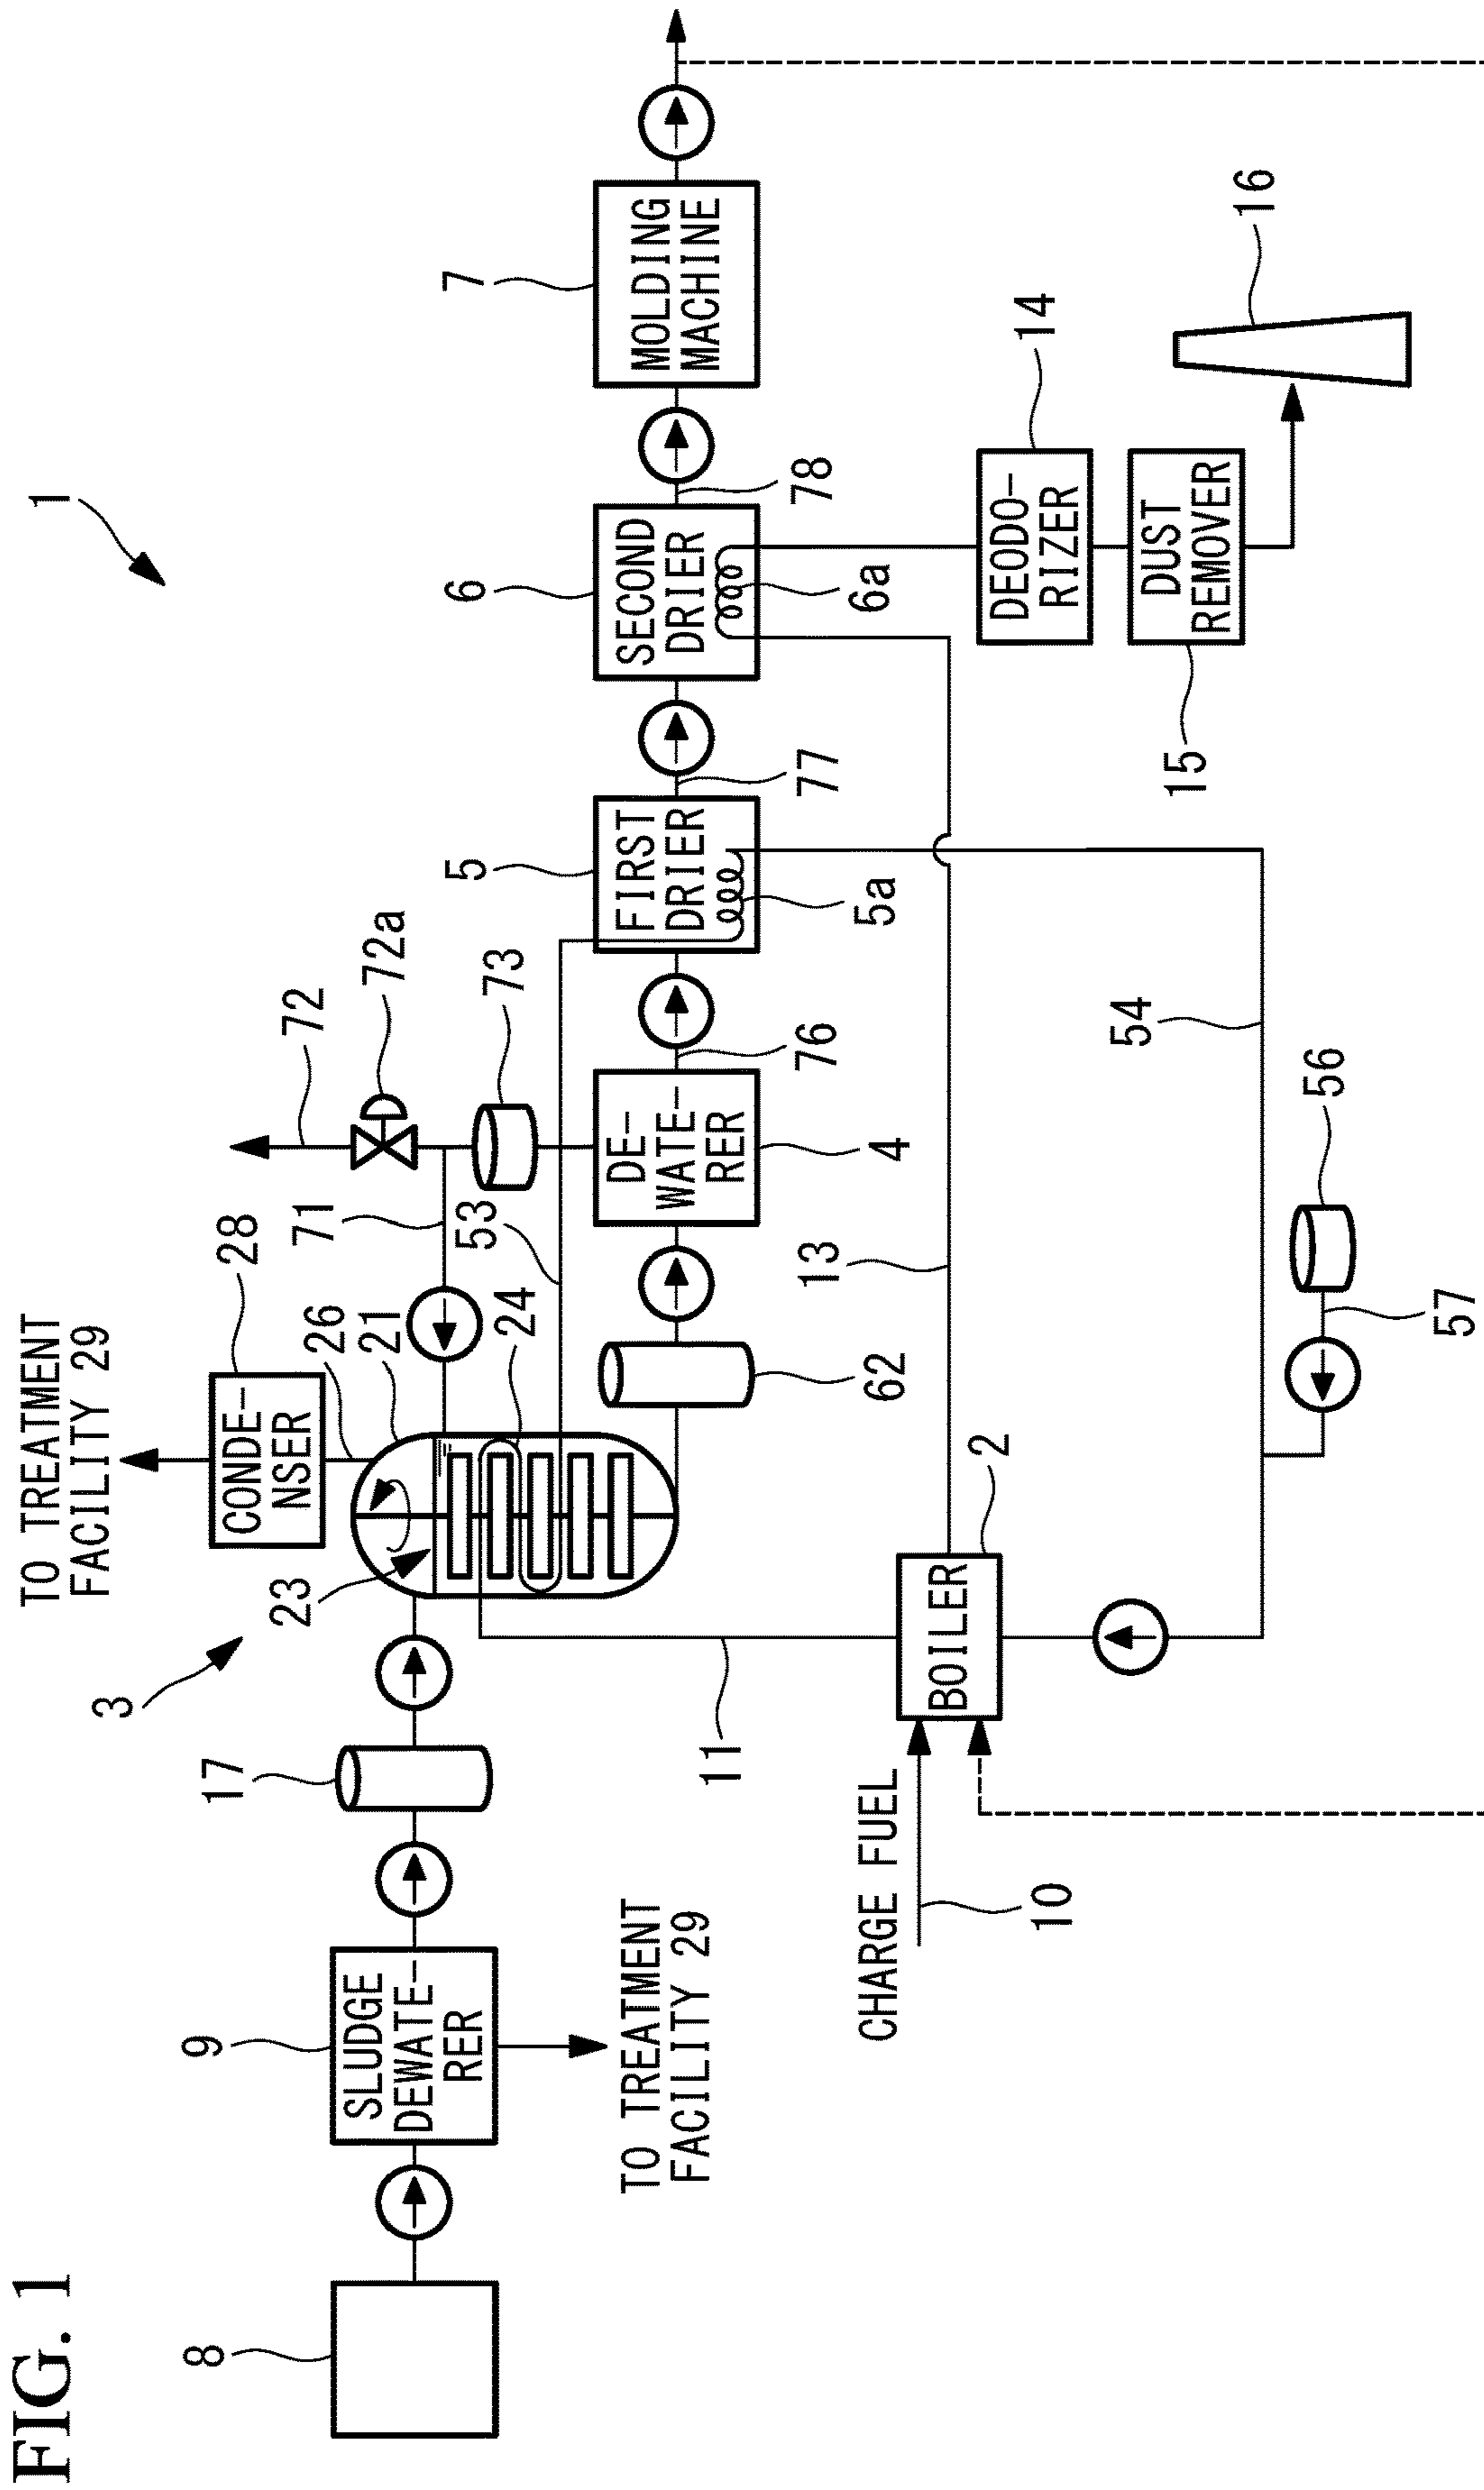 FIG. 1
1
TO TREATMENT
FACILITY 29
3
CONDE-
NSER
28
26
21
23
24
71
72
72a
73
53
8
9
SLUDGE
DEWATE-
RER
TO TREATMENT
FACILITY 29
17
62
DE-
WATE-
RER
4
76
5
FIRST
DRIER
5a
77
6
SECOND
DRIER
6a
78
7
MOLDING
MACHINE
11
13
CHARGE FUEL
10
BOILER
2
54
56
57
DEODO-
RIZER
14
DUST
REMOVER
15
16